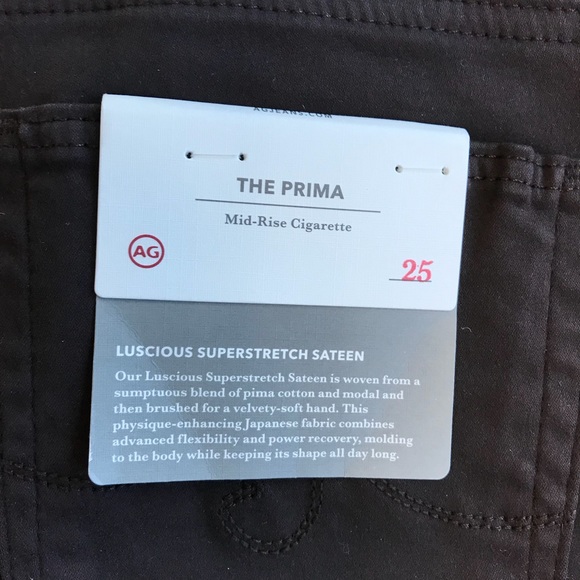 AGJEANS.COM
THE PRIMA
Mid-Rise Cigarette
AG
25
LUSCIOUS SUPERSTRETCH SATEEN
Our Luscious Superstretch Sateen is woven from a
sumptuous blend of pima cotton and modal and
then brushed for a velvety-soft hand. This
physique-enhancing Japanese fabric combines
advanced flexibility and power recovery, molding
to the body while keeping its shape all day long.